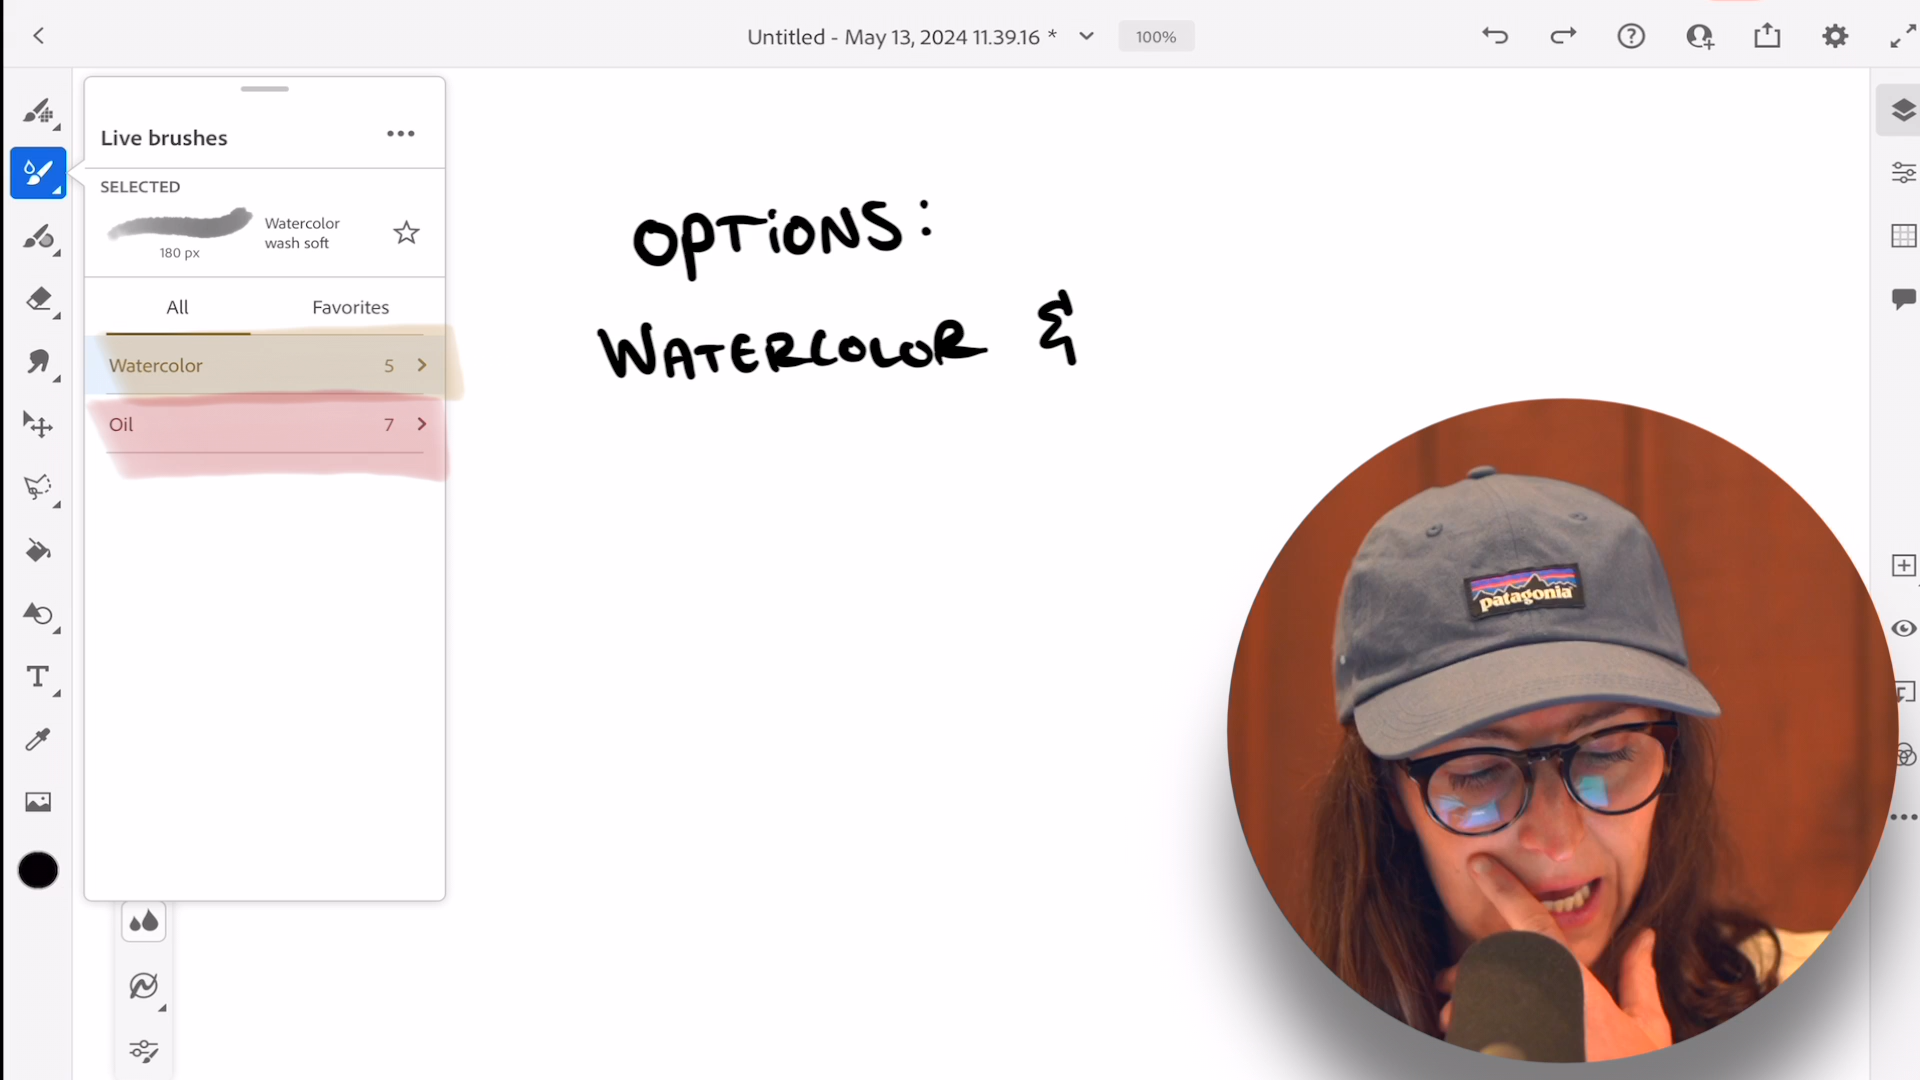 Untitled - May 13, 2024 11.39.16 *
100%
Live brushes
SELECTED
Watercolor
wash soft
180 px
All
Favorites
Watercolor
5
Oil
7
T
OPTiONS:
WATERCOLOR &
patagonia